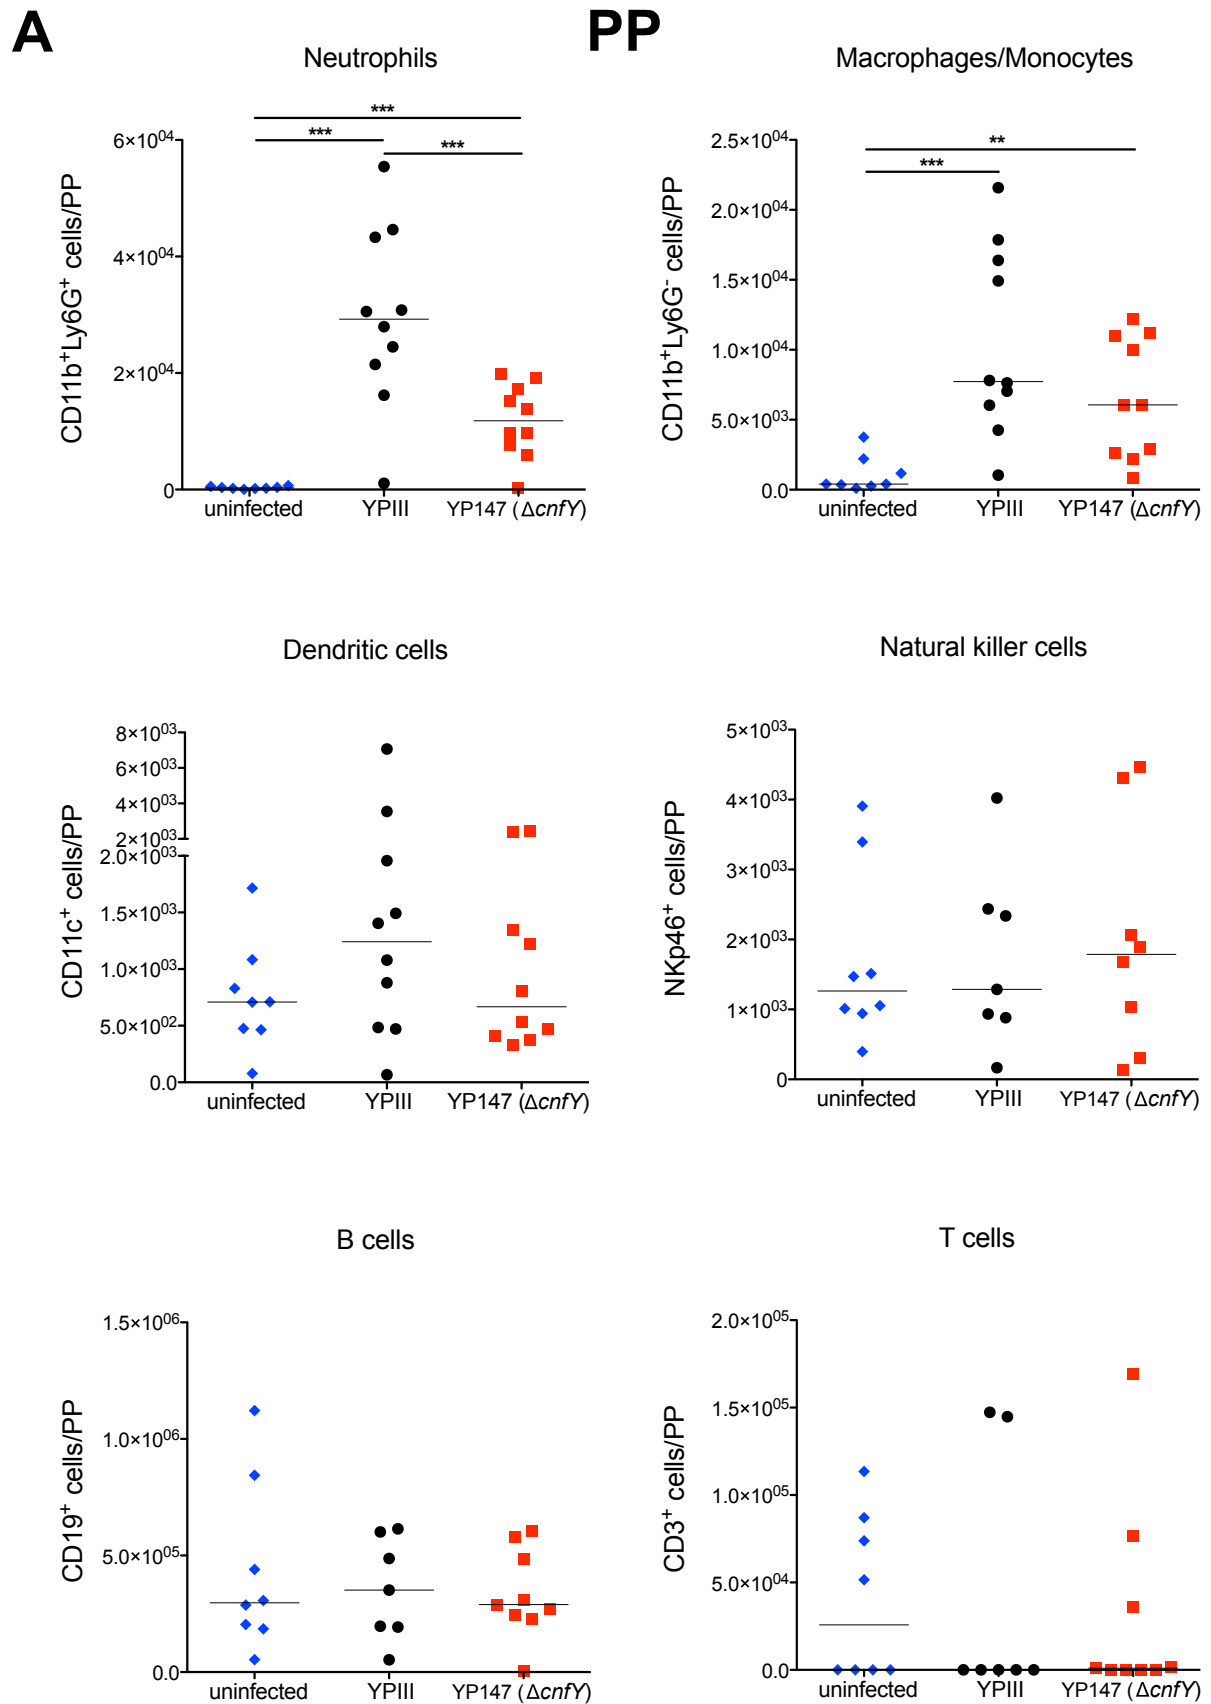 A PP
Neutrophils
Macrophages/Monocytes
***
***
***
6×10⁰⁴
4×10⁰⁴
2×10⁰⁴
0
CD11b⁺Ly6G⁺ cells/PP
uninfected YPIII YP147 (ΔcnfY)
**
***
2.5×10⁰⁴
2.0×10⁰⁴
1.5×10⁰⁴
1.0×10⁰⁴
5.0×10⁰³
0.0
CD11b⁺Ly6G⁻ cells/PP
uninfected YPIII YP147 (ΔcnfY)
Dendritic cells
8×10⁰³
6×10⁰³
4×10⁰³
2×10⁰³
2.0×10⁰³
1.5×10⁰³
1.0×10⁰³
5.0×10⁰²
0.0
CD11c⁺ cells/PP
uninfected YPIII YP147 (ΔcnfY)
Natural killer cells
5×10⁰³
4×10⁰³
3×10⁰³
2×10⁰³
1×10⁰³
0
NKp46⁺ cells/PP
uninfected YPIII YP147 (ΔcnfY)
B cells
1.5×10⁰⁶
1.0×10⁰⁶
5.0×10⁰⁵
0.0
CD19⁺ cells/PP
uninfected YPIII YP147 (ΔcnfY)
T cells
2.0×10⁰⁵
1.5×10⁰⁵
1.0×10⁰⁵
5.0×10⁰⁴
0.0
CD3⁺ cells/PP
uninfected YPIII YP147 (ΔcnfY)